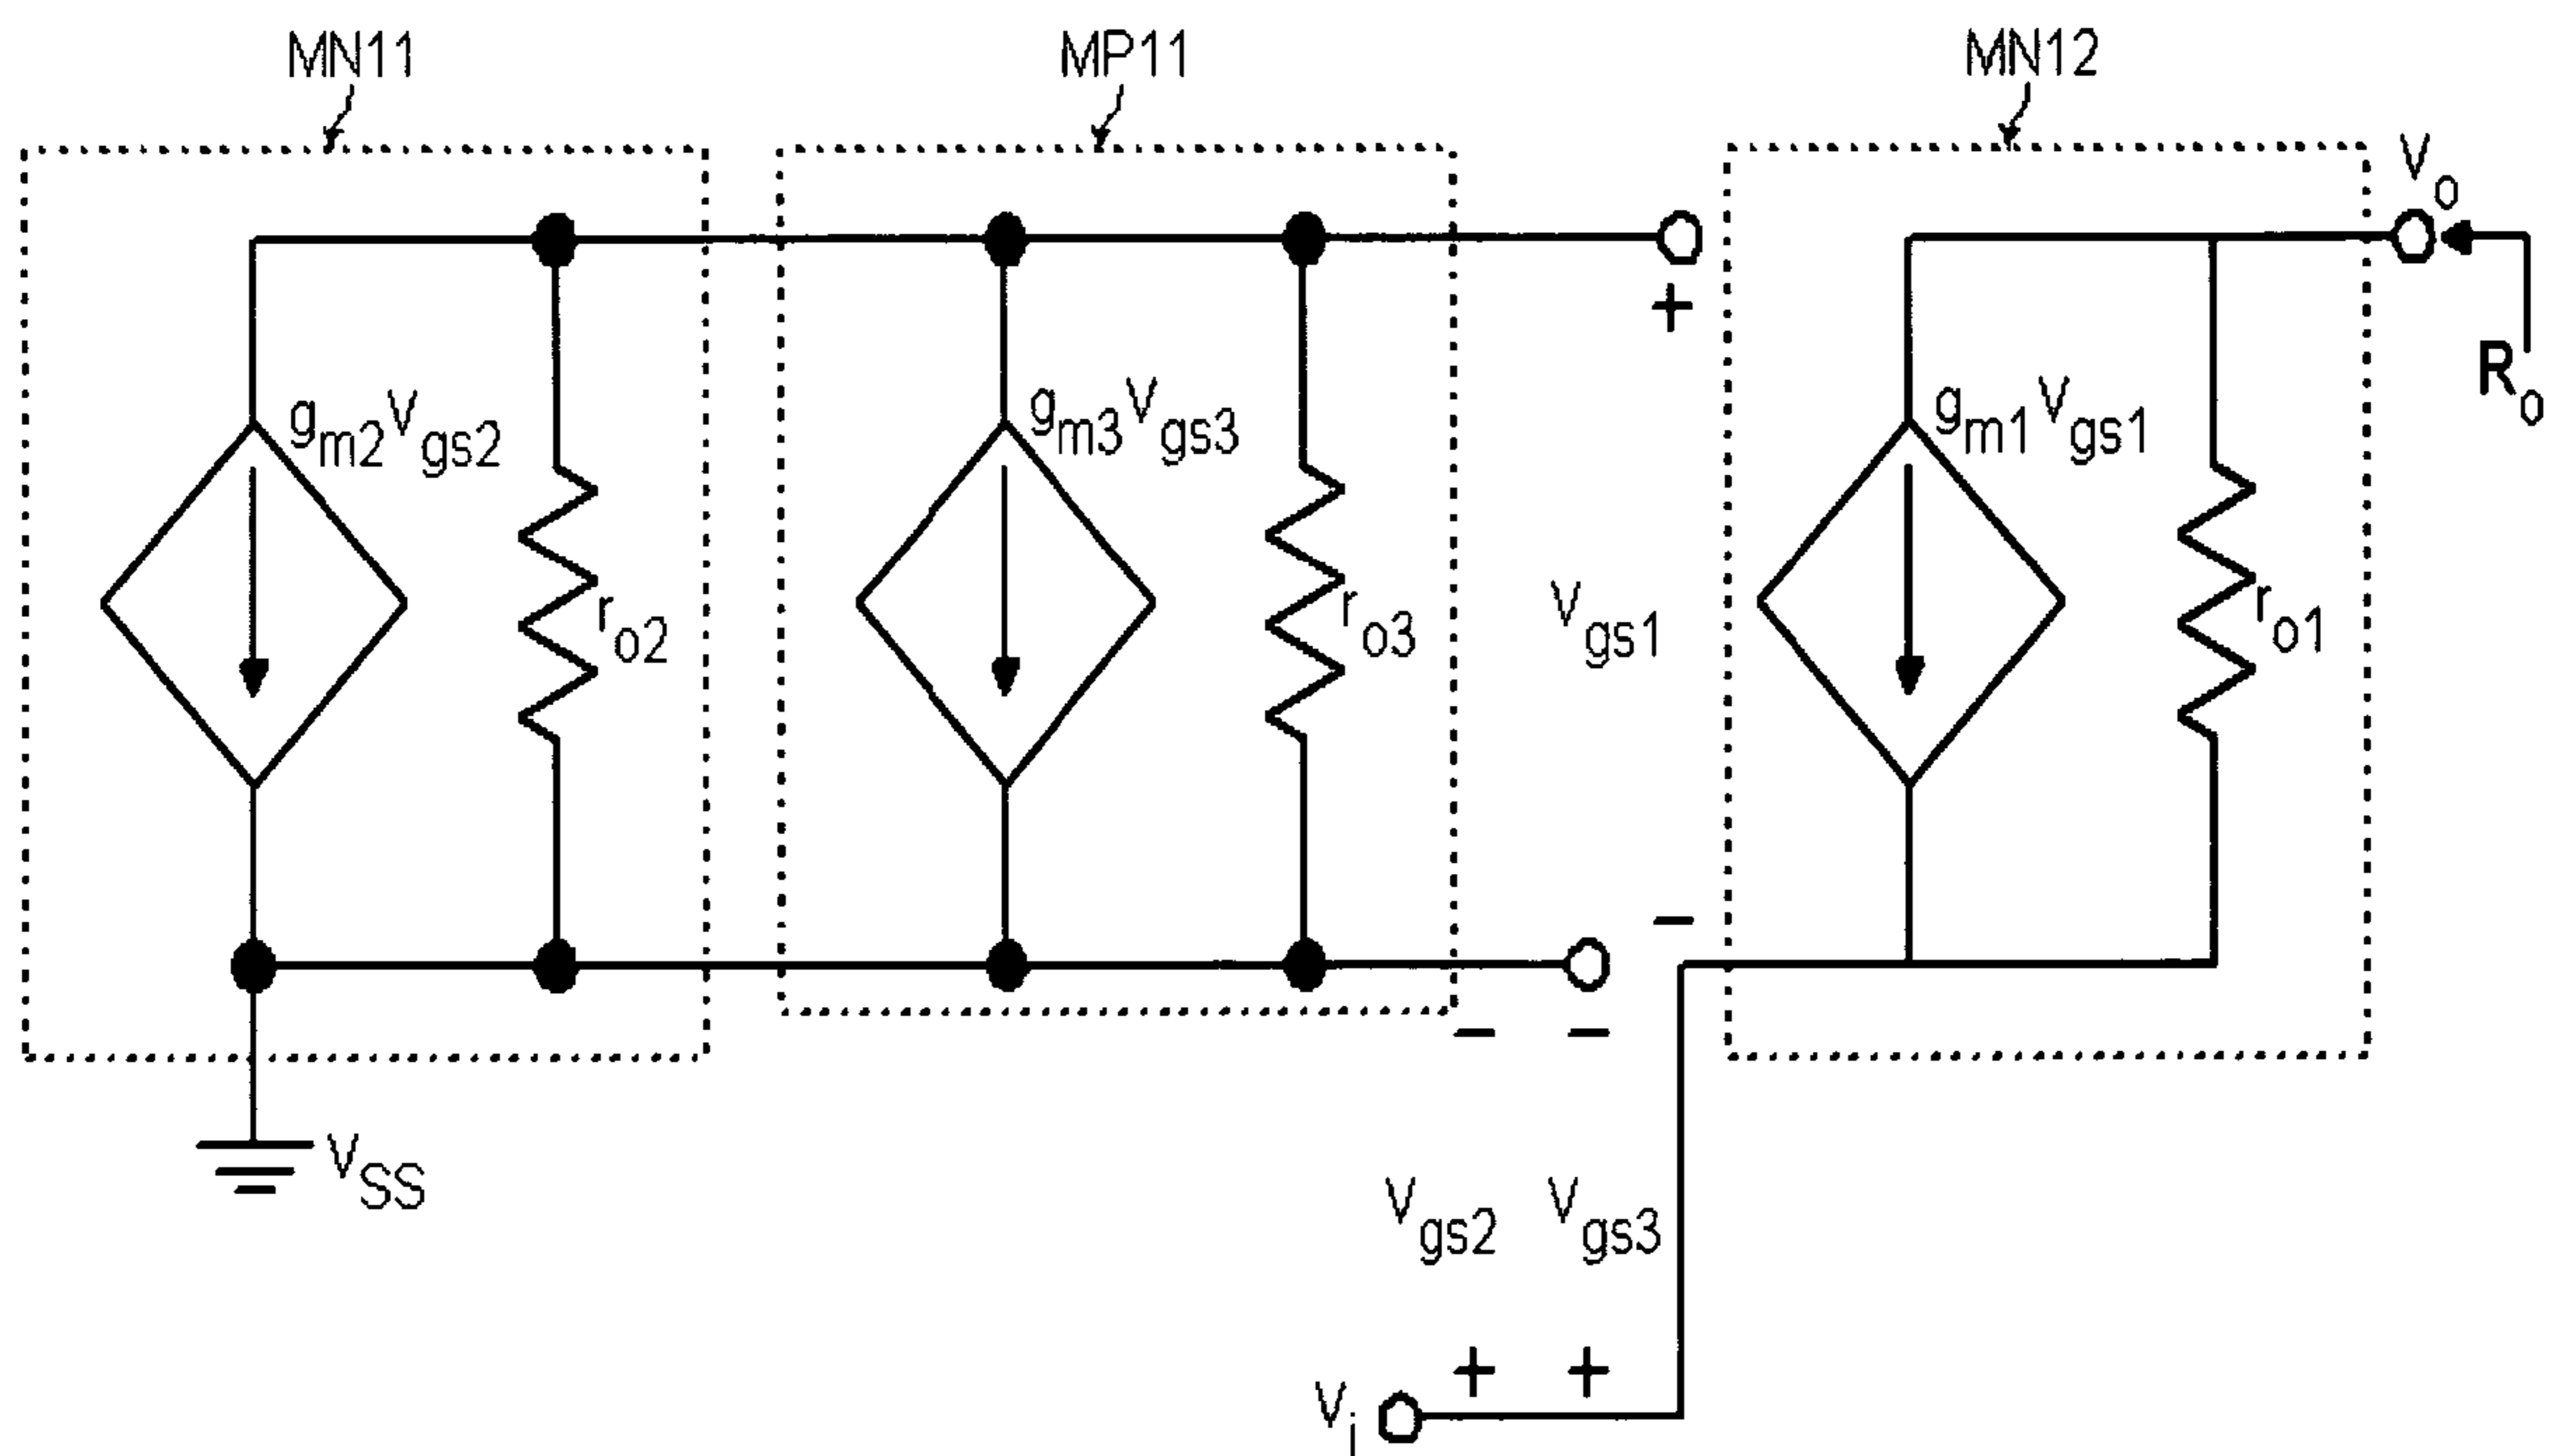 MN11
MP11
MN12
Vo
Ro
gm2Vgs2
gm3Vgs3
gm1Vgs1
ro2
ro3
ro1
+
Vgs1
−
− −
VSS
Vgs2 Vgs3
+ +
Vi